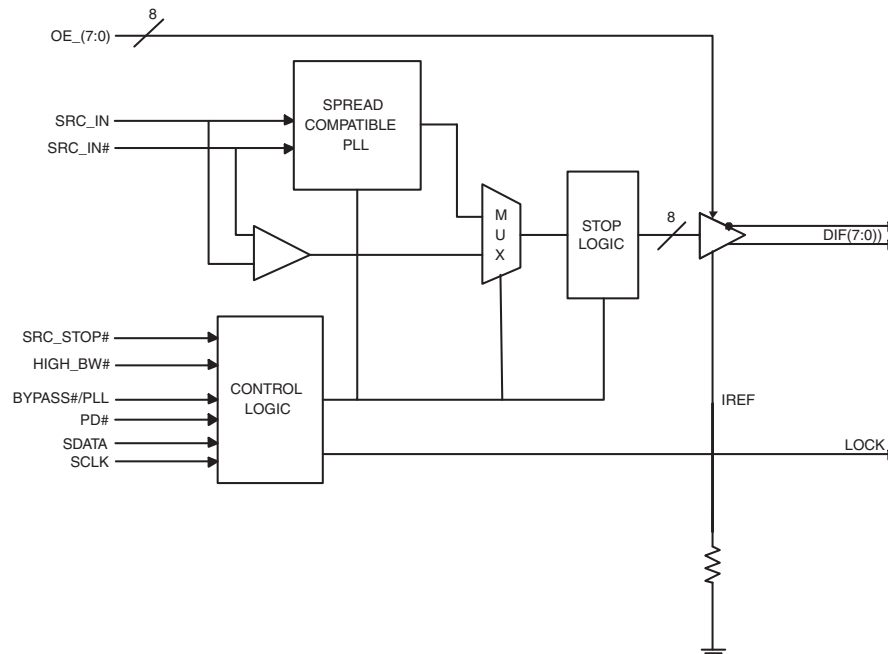 8
OE_(7:0)
SPREAD
COMPATIBLE
PLL
SRC_IN
SRC_IN#
M
U
X
STOP
LOGIC
8
DIF(7:0))
SRC_STOP#
HIGH_BW#
BYPASS#/PLL
PD#
SDATA
SCLK
CONTROL
LOGIC
IREF
LOCK